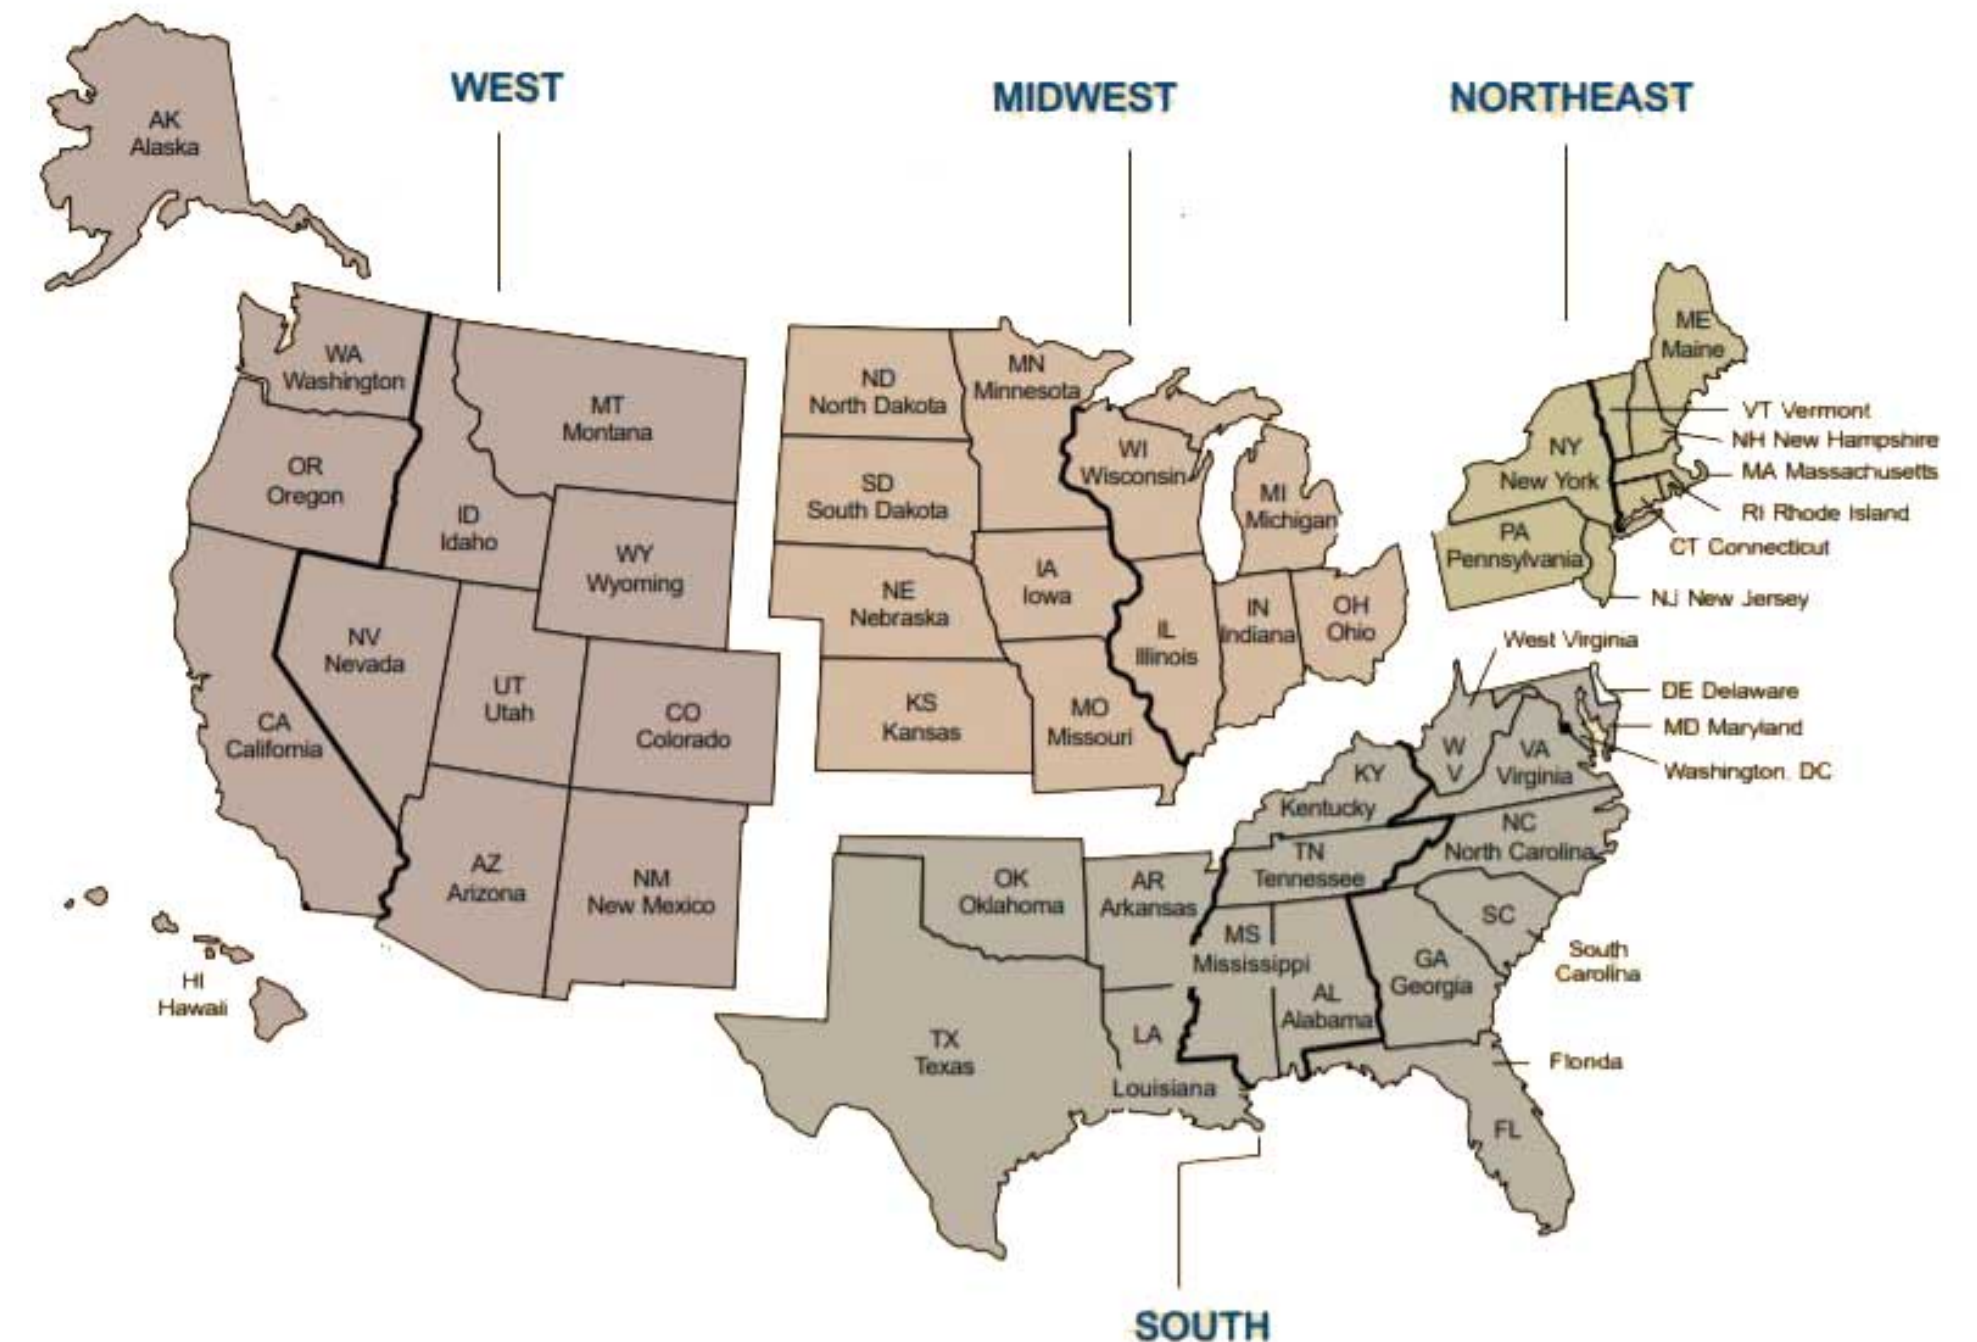 WEST
MIDWEST
NORTHEAST
AK
Alaska
WA
Washington
MT
Montana
OR
Oregon
ID
Idaho
WY
Wyoming
NV
Nevada
UT
Utah
CO
Colorado
CA
California
AZ
Arizona
NM
New Mexico
HI
Hawaii
ND
North Dakota
MN
Minnesota
SD
South Dakota
WI
Wisconsin
MI
Michigan
NE
Nebraska
IA
Iowa
IL
Illinois
IN
Indiana
OH
Ohio
KS
Kansas
MO
Missouri
ME
Maine
VT Vermont
NH New Hampshire
NY
New York
MA Massachusetts
RI Rhode Island
CT Connecticut
PA
Pennsylvania
NJ New Jersey
West Virginia
DE Delaware
MD Maryland
Washington, DC
W
V
VA
Virginia
KY
Kentucky
NC
North Carolina
TN
Tennessee
OK
Oklahoma
AR
Arkansas
SC
South
Carolina
MS
Mississippi
GA
Georgia
AL
Alabama
LA
Louisiana
TX
Texas
Florida
FL
SOUTH